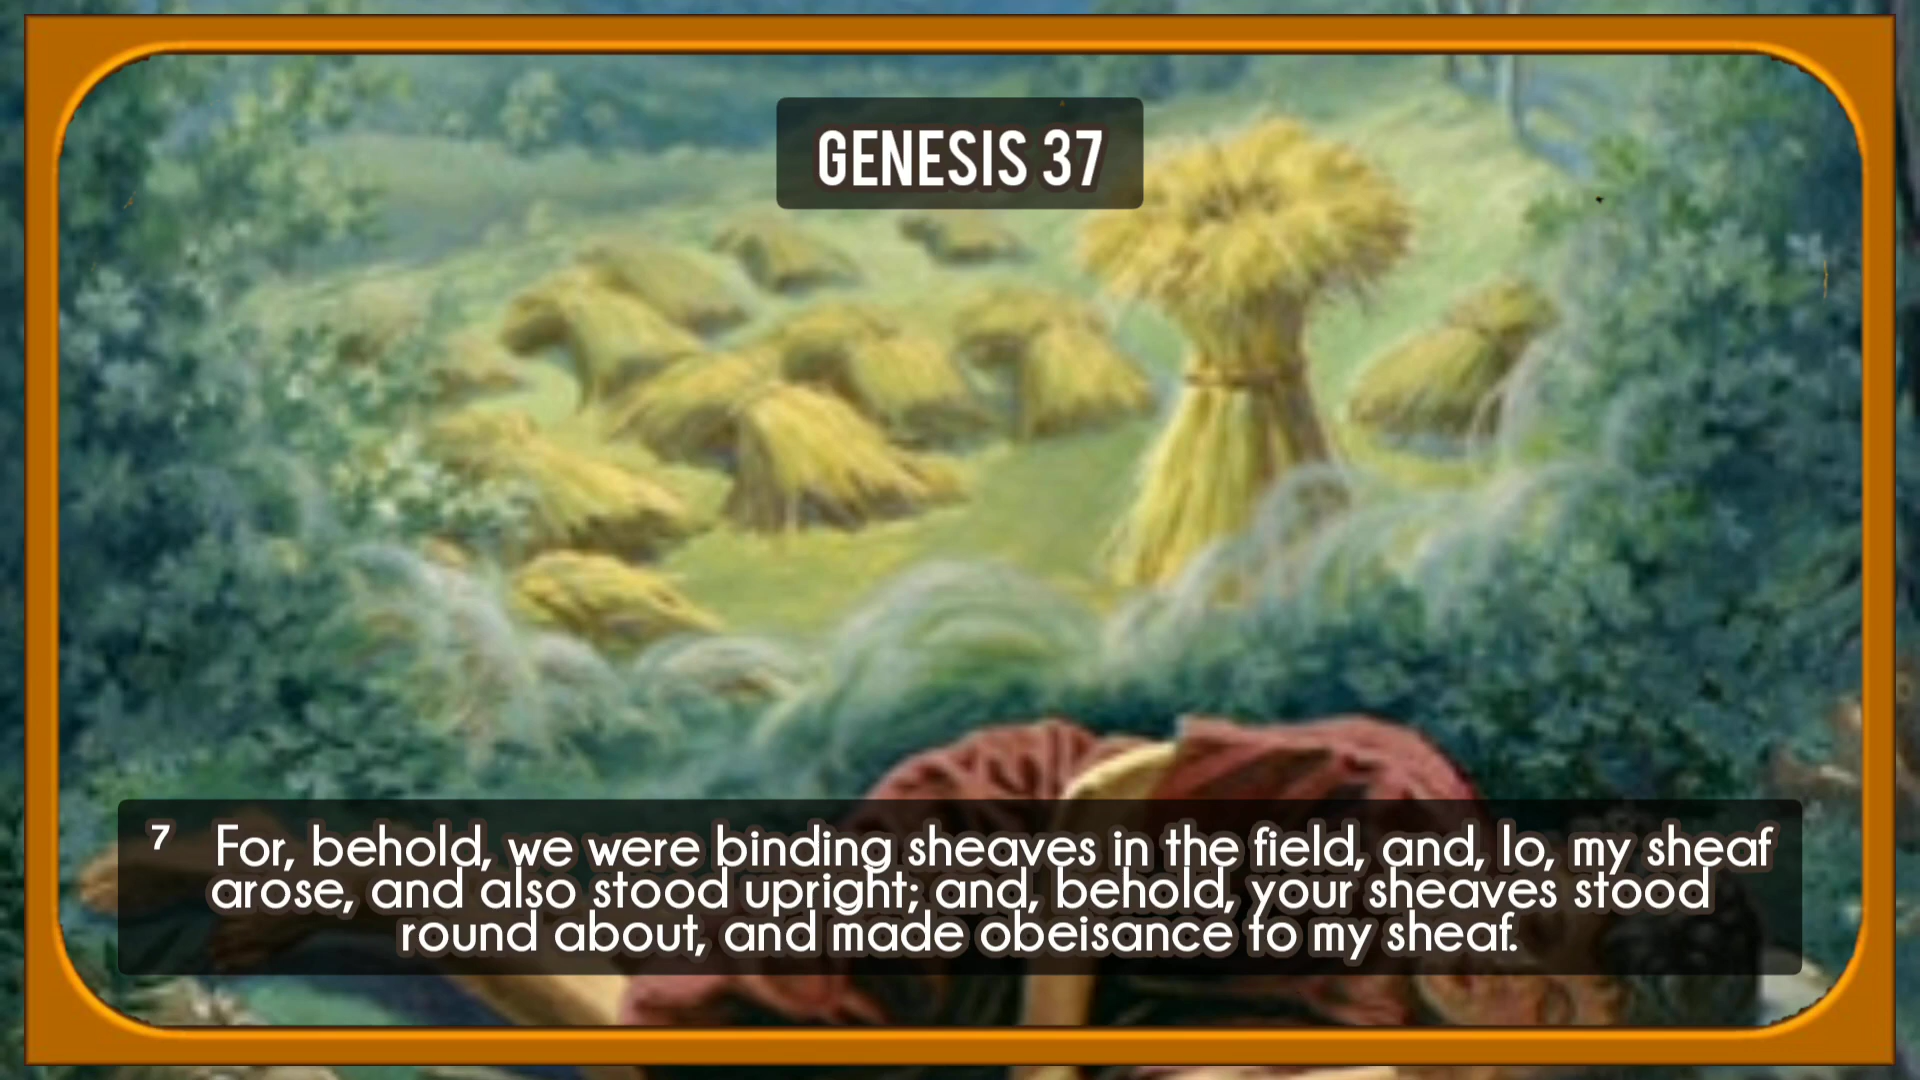 GENESIS 37
7 For, behold, we were binding sheaves in the field, and, lo, my sheaf
arose, and also stood upright; and, behold, your sheaves stood
round about, and made obeisance to my sheaf.